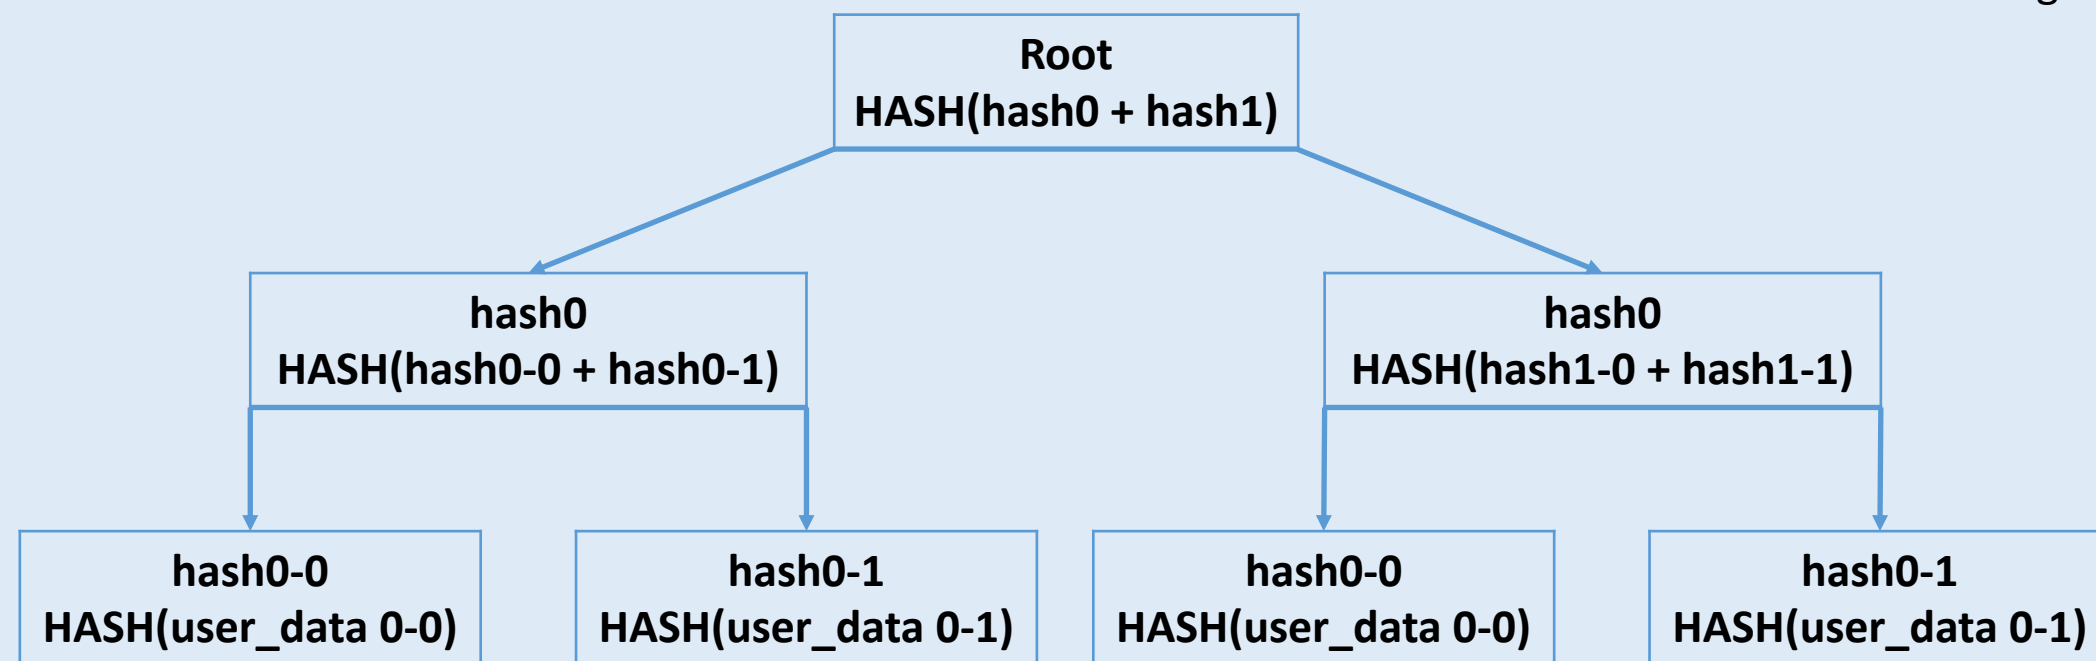 Root
HASH(hash0 + hash1)
hash0
HASH(hash0-0 + hash0-1)
hash0
HASH(hash1-0 + hash1-1)
hash0-0
HASH(user_data 0-0)
hash0-1
HASH(user_data 0-1)
hash0-0
HASH(user_data 0-0)
hash0-1
HASH(user_data 0-1)